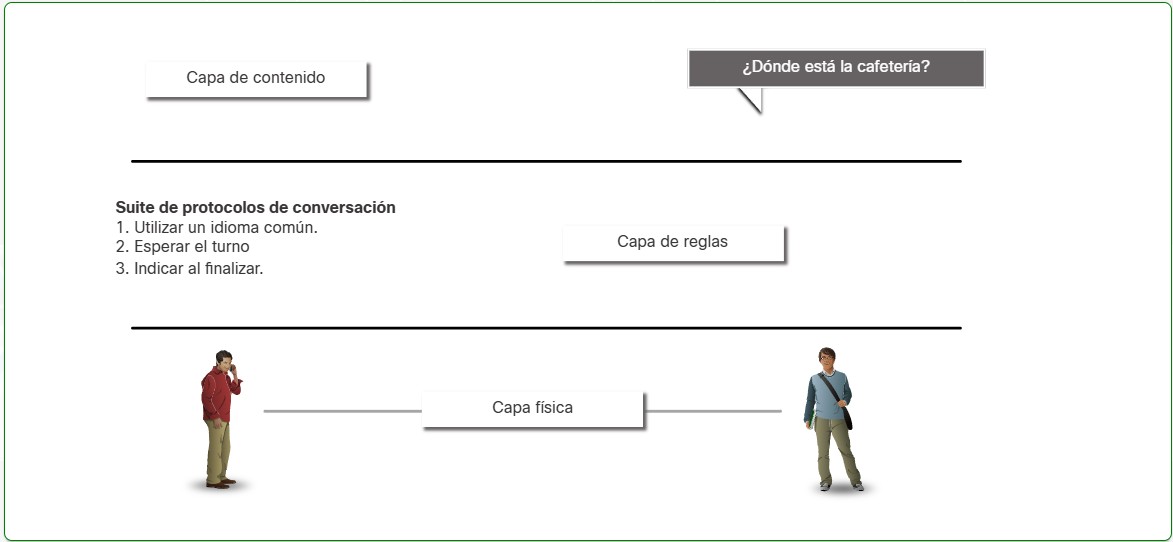 Capa de contenido
¿Dónde está la cafetería?
Suite de protocolos de conversación
1. Utilizar un idioma común.
2. Esperar el turno
3. Indicar al finalizar.
Capa de reglas
Capa física